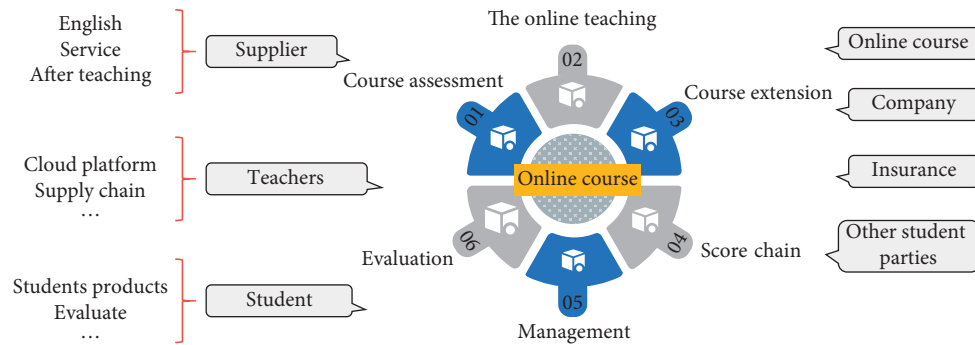 English
Service
After teaching
Supplier
Cloud platform
Supply chain
…
Teachers
Students products
Evaluate
…
Student
The online teaching
Course assessment
Course extension
01
02
03
Online course
06
04
05
Evaluation
Score chain
Management
Online course
Company
Insurance
Other student
parties